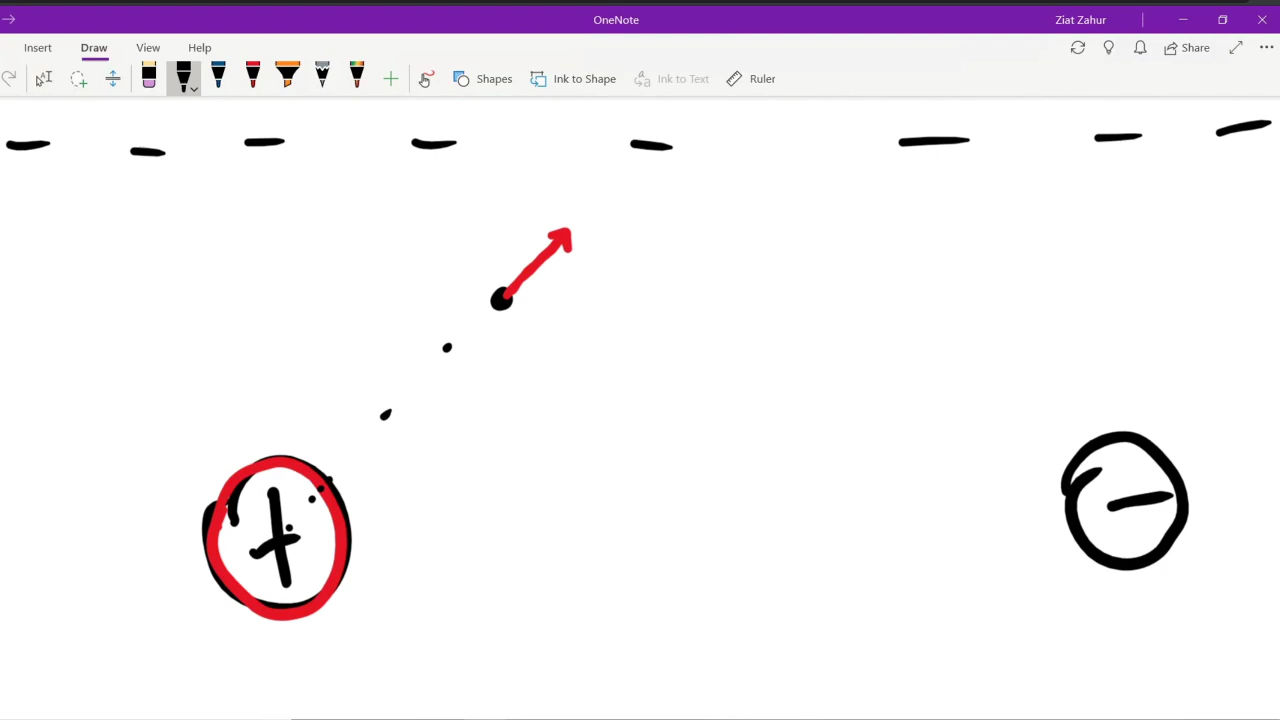 OneNote
Ziat Zahur
Insert Draw View Help
Share
Shapes Ink to Shape Ink to Text Ruler
+
-